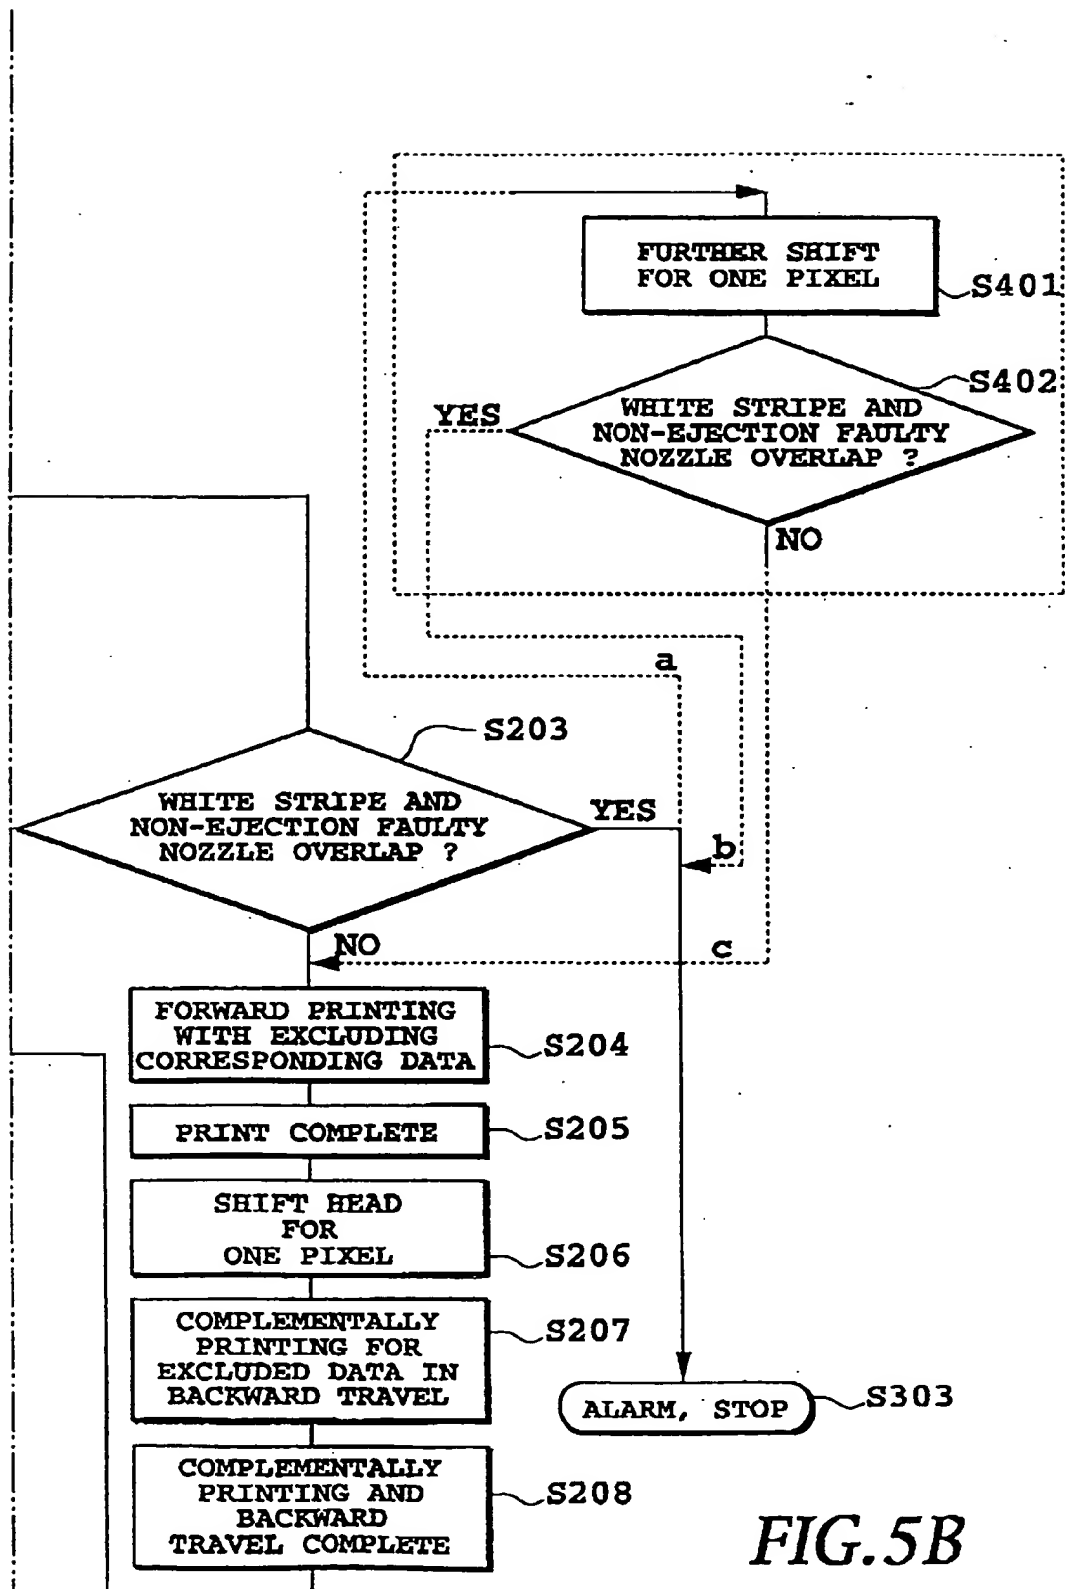 FURTHER SHIFT
FOR ONE PIXEL
S401
S402
YES
WHITE STRIPE AND
NON-EJECTION FAULTY
NOZZLE OVERLAP ?
NO
a
S203
WHITE STRIPE AND
NON-EJECTION FAULTY
NOZZLE OVERLAP ?
YES
b
NO
c
FORWARD PRINTING
WITH EXCLUDING
CORRESPONDING DATA
S204
PRINT COMPLETE
S205
SHIFT HEAD
FOR
ONE PIXEL
S206
COMPLEMENTALLY
PRINTING FOR
EXCLUDED DATA IN
BACKWARD TRAVEL
S207
ALARM, STOP
S303
COMPLEMENTALLY
PRINTING AND
BACKWARD
TRAVEL COMPLETE
S208
FIG.5B